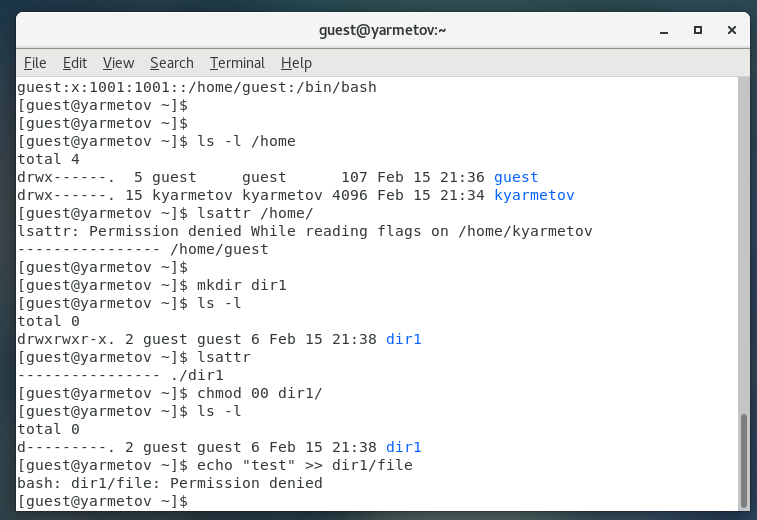 guest@yarmetov:~
File Edit View Search Terminal Help
guest:x:1001:1001::/home/guest:/bin/bash
[guest@yarmetov ~]$
[guest@yarmetov ~]$
[guest@yarmetov ~]$ ls -l /home
total 4
drwx------.  5 guest     guest      107 Feb 15 21:36 guest
drwx------. 15 kyarmetov kyarmetov 4096 Feb 15 21:34 kyarmetov
[guest@yarmetov ~]$ lsattr /home/
lsattr: Permission denied While reading flags on /home/kyarmetov
---------------- /home/guest
[guest@yarmetov ~]$
[guest@yarmetov ~]$ mkdir dir1
[guest@yarmetov ~]$ ls -l
total 0
drwxrwxr-x. 2 guest guest 6 Feb 15 21:38 dir1
[guest@yarmetov ~]$ lsattr
---------------- ./dir1
[guest@yarmetov ~]$ chmod 00 dir1/
[guest@yarmetov ~]$ ls -l
total 0
d---------. 2 guest guest 6 Feb 15 21:38 dir1
[guest@yarmetov ~]$ echo "test" >> dir1/file
bash: dir1/file: Permission denied
[guest@yarmetov ~]$